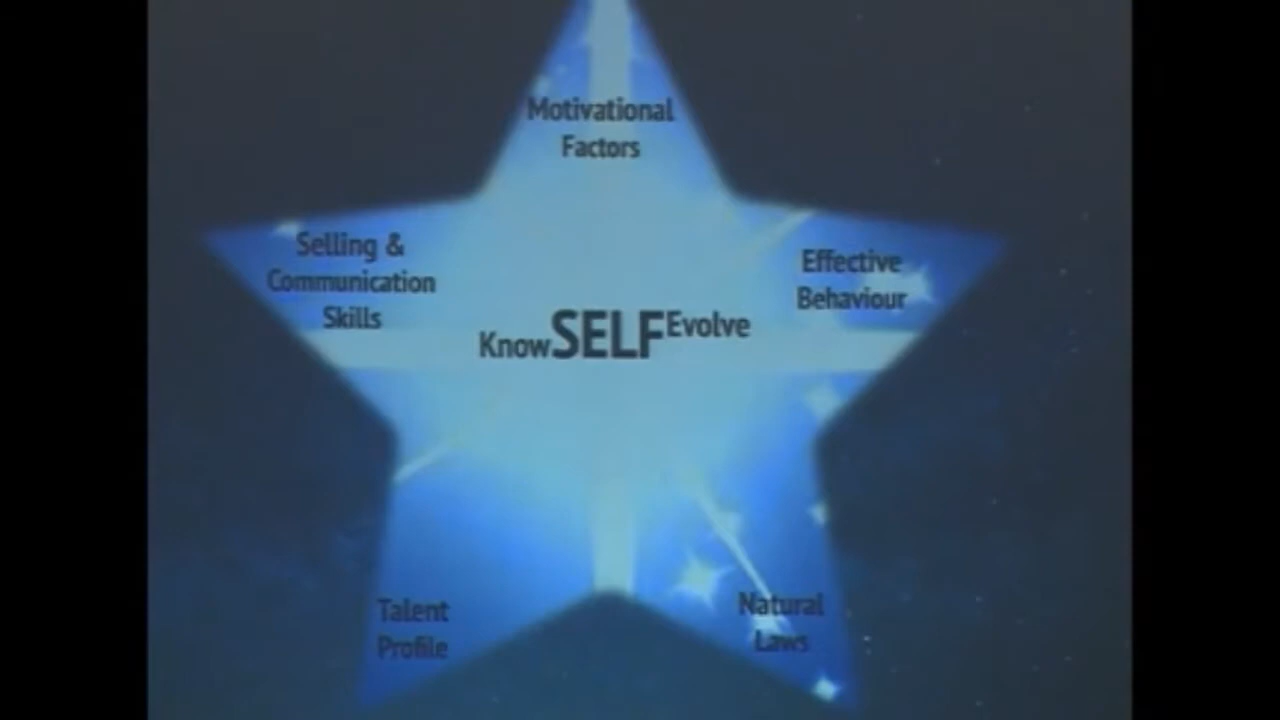 Motivational
Factors
Selling &
Communication
Skills
Effective
Behaviour
KnowSELFEvolve
Talent
Profile
Natural
Laws